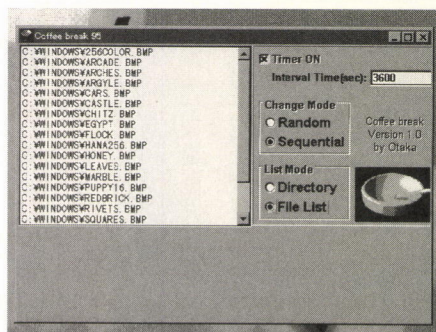 Coffee break 95
C:¥WINDOWS¥256COLOR.BMP
C:¥WINDOWS¥ARCADE.BMP
C:¥WINDOWS¥ARCHES.BMP
C:¥WINDOWS¥ARGYLE.BMP
C:¥WINDOWS¥CARS.BMP
C:¥WINDOWS¥CASTLE.BMP
C:¥WINDOWS¥CHITZ.BMP
C:¥WINDOWS¥EGYPT.BMP
C:¥WINDOWS¥FLOCK.BMP
C:¥WINDOWS¥HANA256.BMP
C:¥WINDOWS¥HONEY.BMP
C:¥WINDOWS¥LEAVES.BMP
C:¥WINDOWS¥MARBLE.BMP
C:¥WINDOWS¥PUPPY16.BMP
C:¥WINDOWS¥REDBRICK.BMP
C:¥WINDOWS¥RIVETS.BMP
C:¥WINDOWS¥SQUARES.BMP
Timer ON
Interval Time(sec): 3600
Change Mode
Random
Sequential
Coffee break
Version 1.0
by Otaka
List Mode
Directory
File List